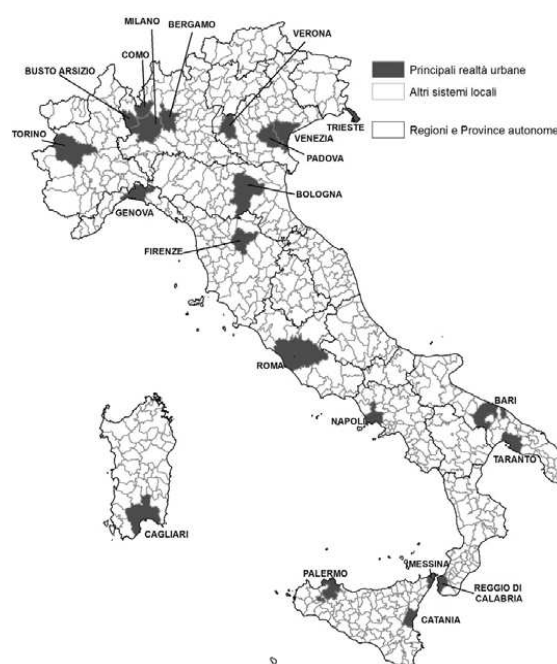 MILANO
BERGAMO
COMO
VERONA
BUSTO ARSIZIO
TORINO
TRIESTE
VENEZIA
PADOVA
BOLOGNA
GENOVA
FIRENZE
ROMA
NAPOLI
BARI
TARANTO
CAGLIARI
PALERMO
MESSINA
REGGIO DI
CALABRIA
CATANIA
Principali realtà urbane
Altri sistemi locali
Regioni e Province autonome